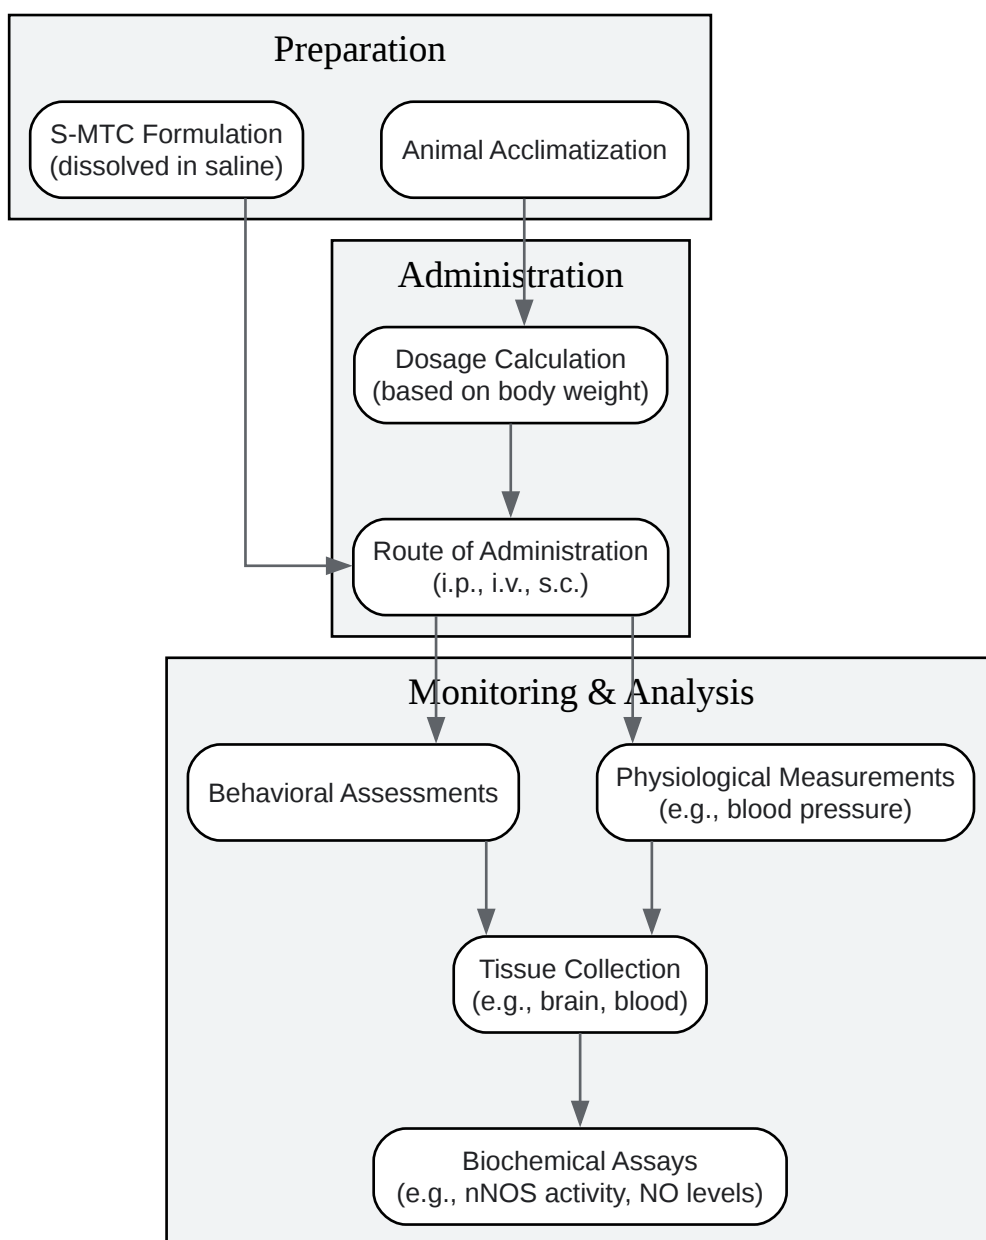 Preparation
S-MTC Formulation
(dissolved in saline)
Animal Acclimatization
Administration
Dosage Calculation
(based on body weight)
Route of Administration
(i.p., i.v., s.c.)
Monitoring & Analysis
Behavioral Assessments
Physiological Measurements
(e.g., blood pressure)
Tissue Collection
(e.g., brain, blood)
Biochemical Assays
(e.g., nNOS activity, NO levels)